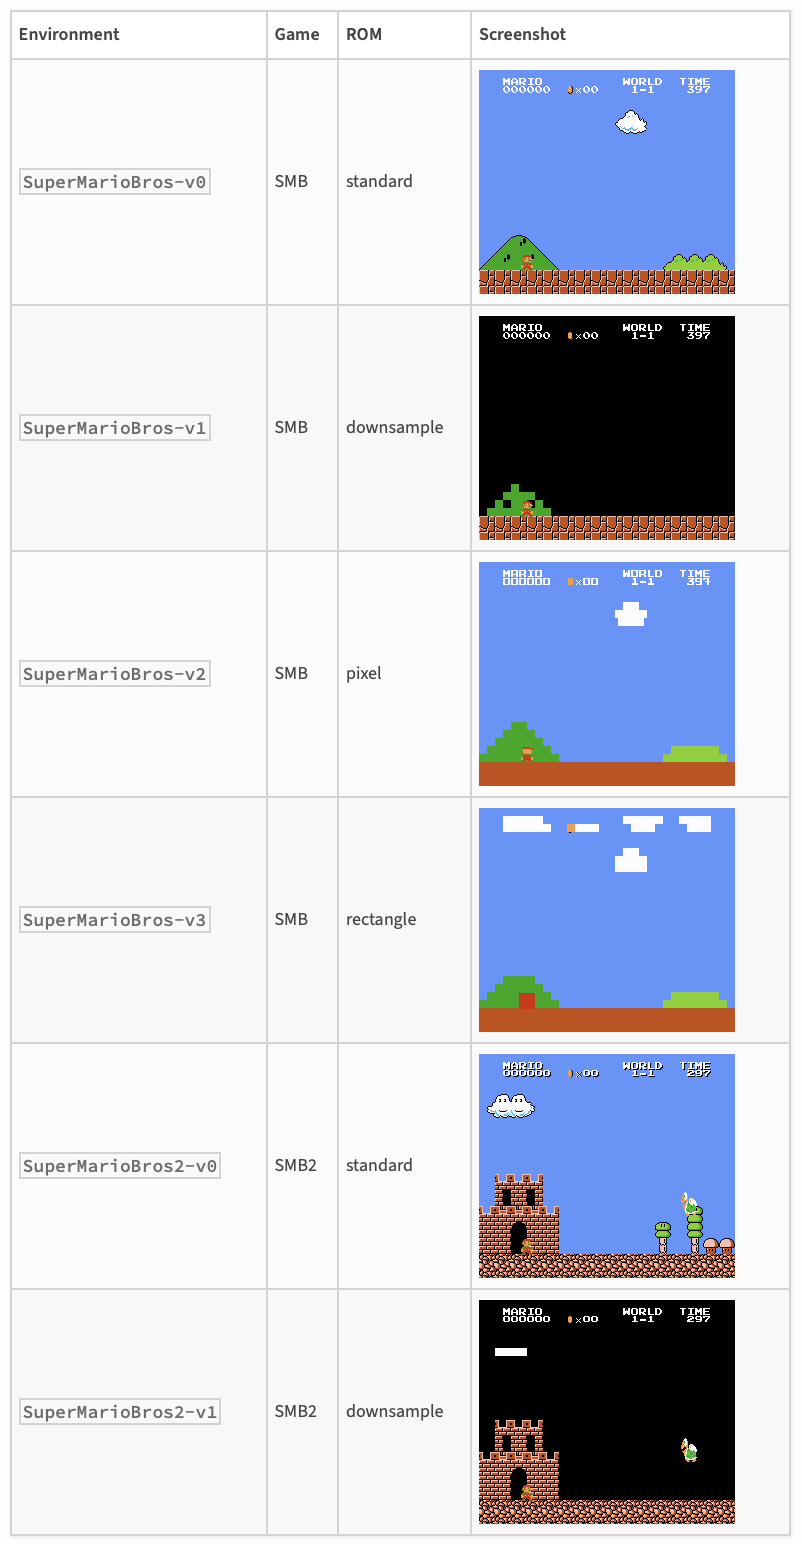 Environment Game ROM Screenshot
SuperMarioBros-v0 SMB standard
MARIO WORLD TIME
000000 ×00 1-1 397
SuperMarioBros-v1 SMB downsample
MARIO WORLD TIME
000000 ×00 1-1 397
SuperMarioBros-v2 SMB pixel
MARIO WORLD TIME
000000 ×00 1-1 397
SuperMarioBros-v3 SMB rectangle
SuperMarioBros2-v0 SMB2 standard
MARIO WORLD TIME
000000 ×00 1-1 297
SuperMarioBros2-v1 SMB2 downsample
MARIO WORLD TIME
000000 ×00 1-1 297